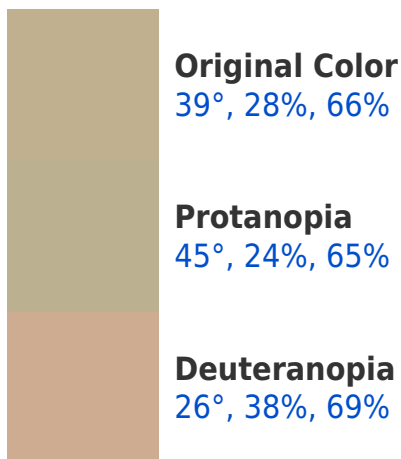 Original Color
39°, 28%, 66%
Protanopia
45°, 24%, 65%
Deuteranopia
26°, 38%, 69%